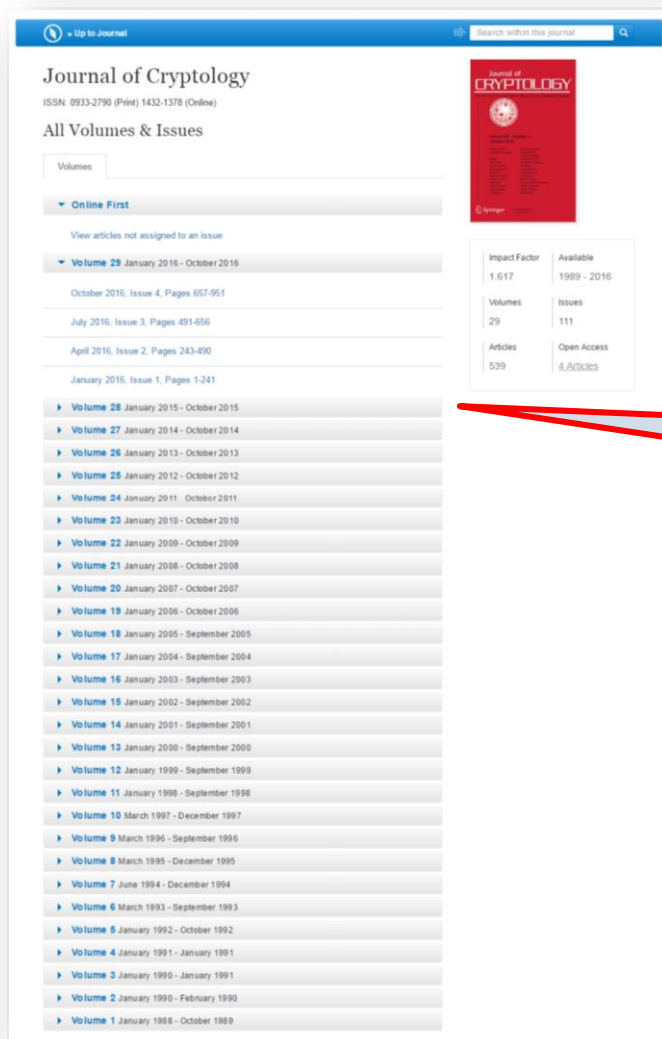 Up to Journal
Search within this journal
Journal of Cryptology
ISSN: 0933-2790 (Print) 1432-1378 (Online)
All Volumes & Issues
Volumes
Online First
View articles not assigned to an issue
Volume 29 January 2016 - October 2016
October 2016, Issue 4, Pages 657-951
July 2016, Issue 3, Pages 491-656
April 2016, Issue 2, Pages 243-490
January 2016, Issue 1, Pages 1-241
Volume 28 January 2015 - October 2015
Volume 27 January 2014 - October 2014
Volume 26 January 2013 - October 2013
Volume 25 January 2012 - October 2012
Volume 24 January 2011 October 2011
Volume 23 January 2010 - October 2010
Volume 22 January 2009 - October 2009
Volume 21 January 2008 - October 2008
Volume 20 January 2007 - October 2007
Volume 19 January 2006 - October 2006
Volume 18 January 2005 - September 2005
Volume 17 January 2004 - September 2004
Volume 16 January 2003 - September 2003
Volume 15 January 2002 - September 2002
Volume 14 January 2001 - September 2001
Volume 13 January 2000 - September 2000
Volume 12 January 1999 - September 1999
Volume 11 January 1998 - September 1998
Volume 10 March 1997 - December 1997
Volume 9 March 1996 - September 1996
Volume 8 March 1995 - December 1995
Volume 7 June 1994 - December 1994
Volume 6 March 1993 - September 1993
Volume 5 January 1992 - October 1992
Volume 4 January 1991 - January 1991
Volume 3 January 1990 - January 1991
Volume 2 January 1990 - February 1990
Volume 1 January 1988 - October 1989
Journal of
CRYPTOLOGY
Springer
Impact Factor Available
1.617 1989 - 2016
Volumes Issues
29 111
Articles Open Access
539 4 Articles